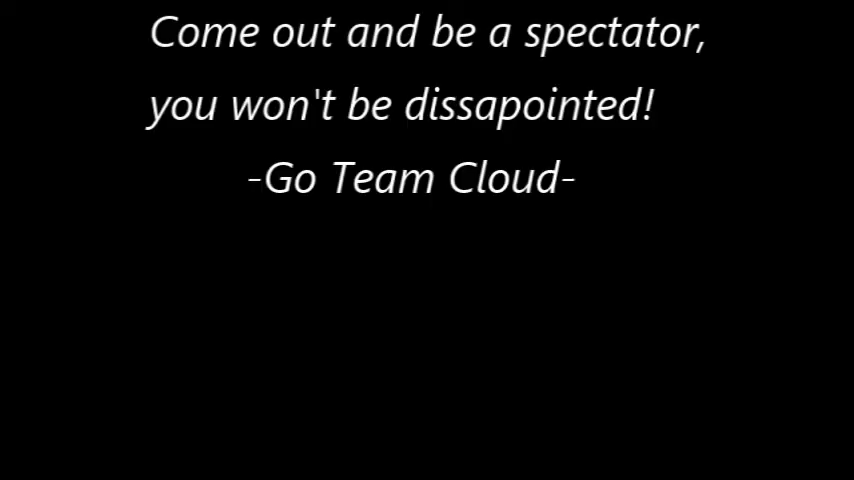 Come out and be a spectator,
you won't be dissapointed!
-Go Team Cloud-